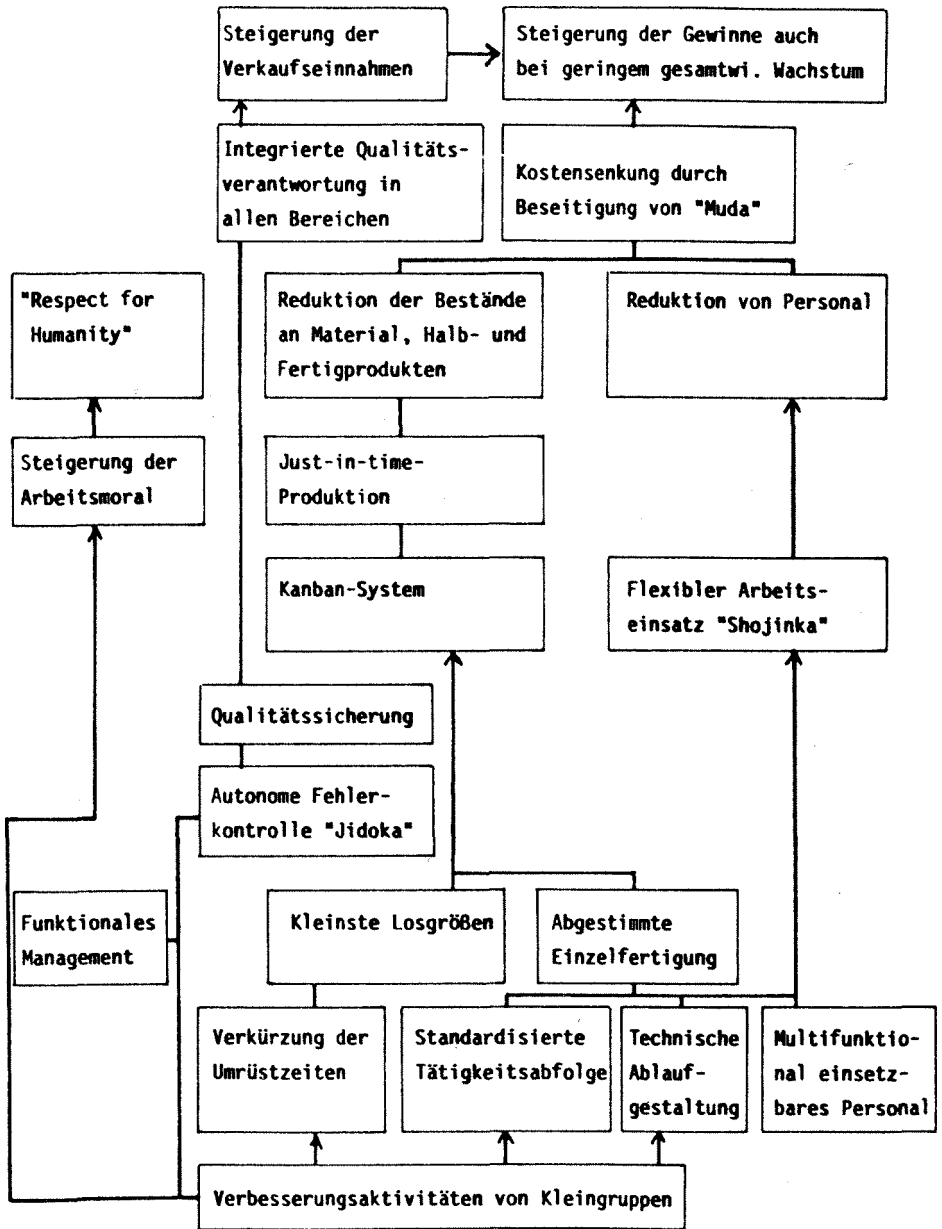 Steigerung der
Verkaufseinnahmen
Steigerung der Gewinne auch
bei geringem gesamtwi. Wachstum
Integrierte Qualitäts-
verantwortung in
allen Bereichen
Kostensenkung durch
Beseitigung von "Muda"
"Respect for
Humanity"
Reduktion der Bestände
an Material, Halb- und
Fertigprodukten
Reduktion von Personal
Steigerung der
Arbeitsmoral
Just-in-time-
Produktion
Kanban-System
Flexibler Arbeits-
einsatz "Shojinka"
Qualitätssicherung
Autonome Fehler-
kontrolle "Jidoka"
Funktionales
Management
Kleinste Losgrößen
Abgestimmte
Einzelfertigung
Verkürzung der
Umrüstzeiten
Standardisierte
Tätigkeitsabfolge
Technische
Ablauf-
gestaltung
Multifunktio-
nal einsetz-
bares Personal
Verbesserungsaktivitäten von Kleingruppen